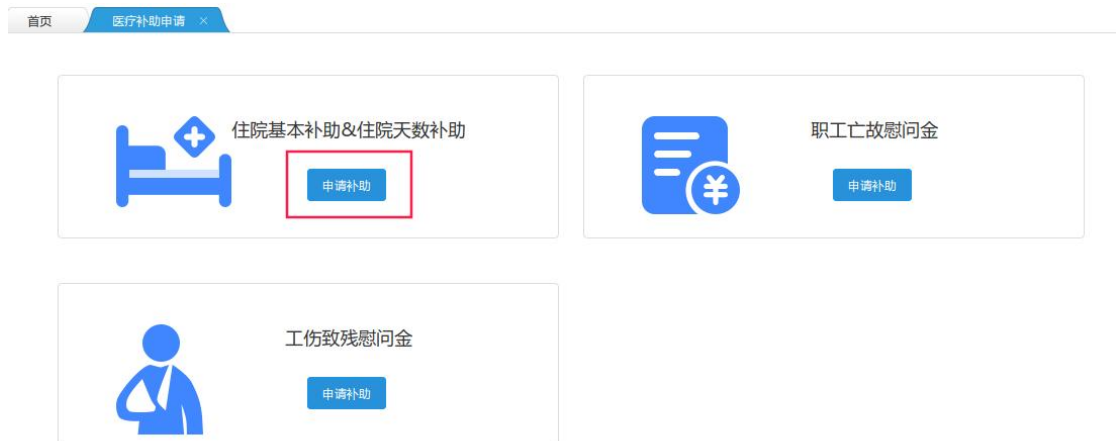 首页
医疗补助申请 ×
住院基本补助&住院天数补助
申请补助
职工亡故慰问金
¥
申请补助
工伤致残慰问金
申请补助